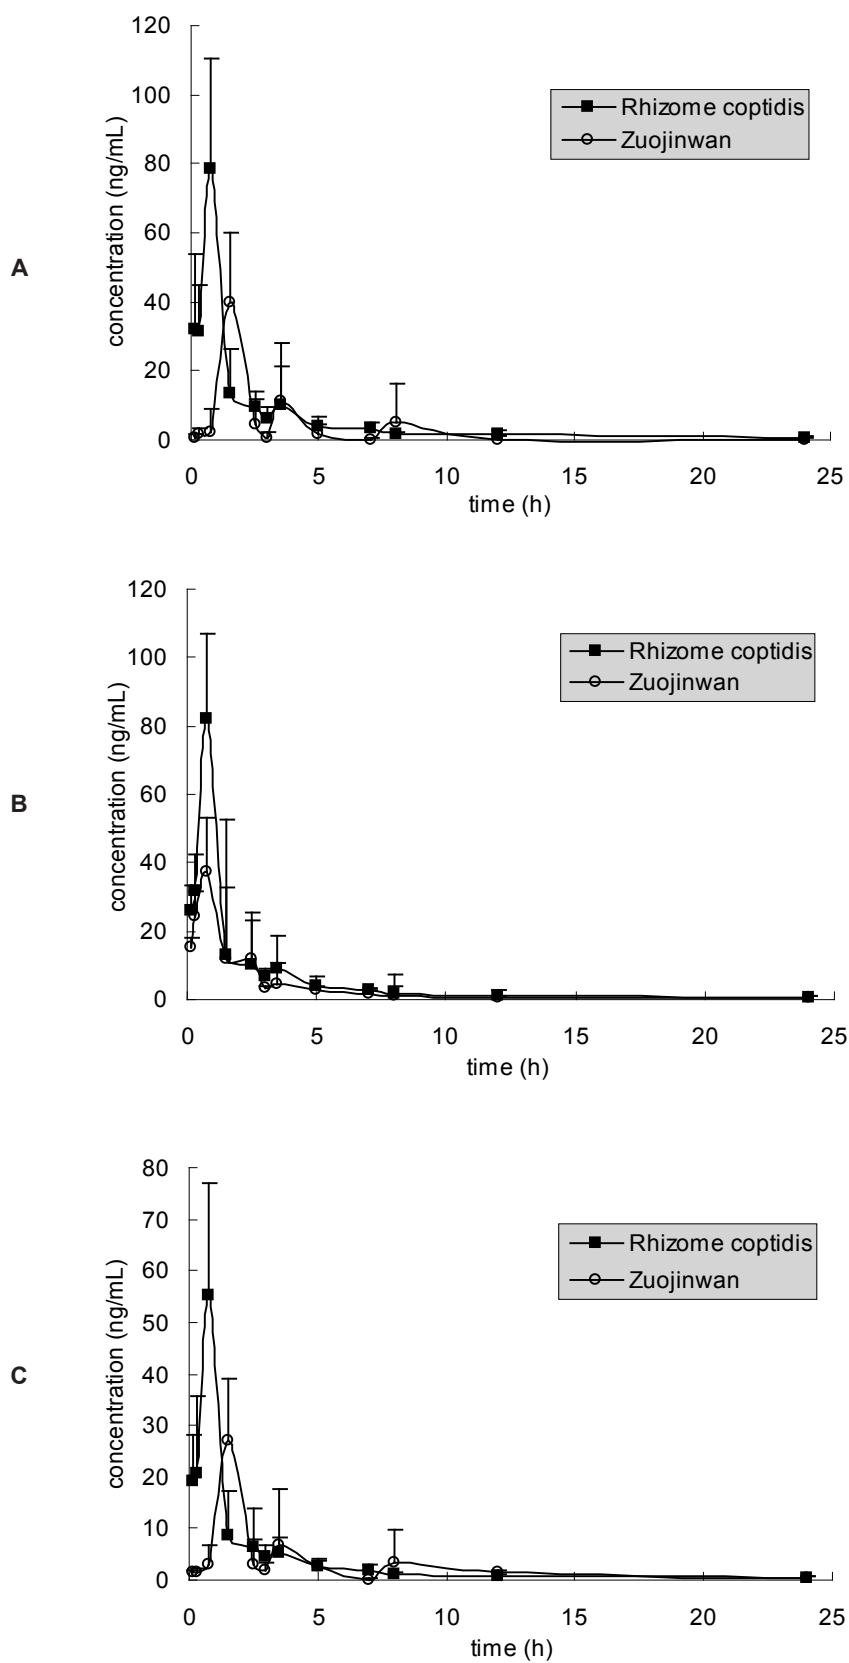 A
concentration (ng/mL)
120
100
80
60
40
20
0
Rhizome coptidis
Zuojinwan
0 5 10 15 20 25
time (h)
B
concentration (ng/mL)
120
100
80
60
40
20
0
Rhizome coptidis
Zuojinwan
0 5 10 15 20 25
time (h)
C
concentration (ng/mL)
80
70
60
50
40
30
20
10
0
Rhizome coptidis
Zuojinwan
0 5 10 15 20 25
time (h)